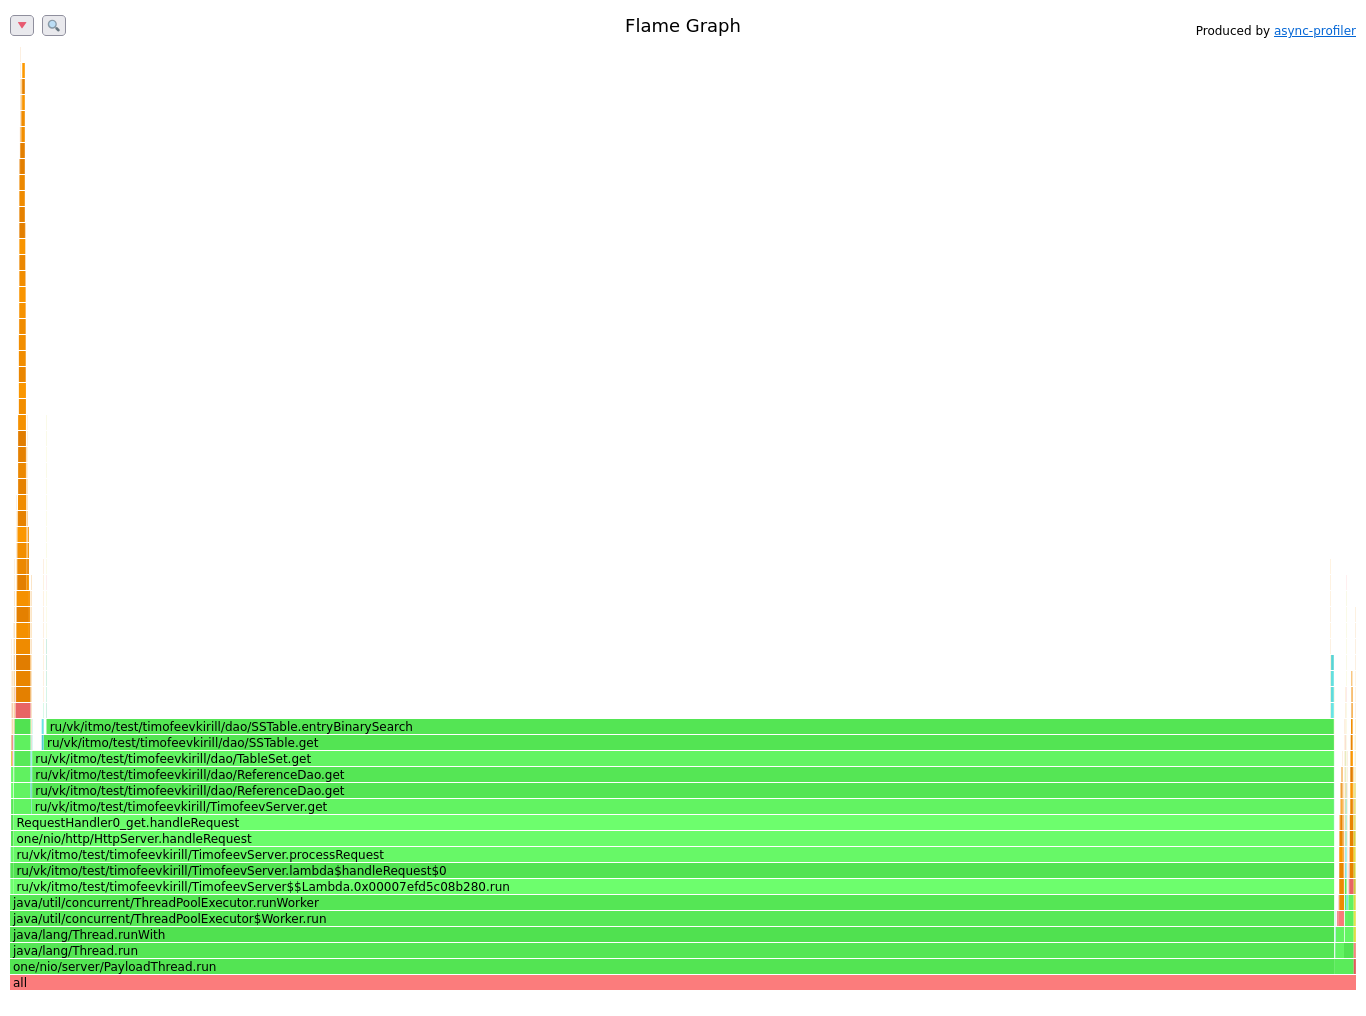 Flame Graph
Produced by async-profiler
ru/vk/itmo/test/timofeevkirill/dao/SSTable.entryBinarySearch
ru/vk/itmo/test/timofeevkirill/dao/SSTable.get
ru/vk/itmo/test/timofeevkirill/dao/TableSet.get
ru/vk/itmo/test/timofeevkirill/dao/ReferenceDao.get
ru/vk/itmo/test/timofeevkirill/dao/ReferenceDao.get
ru/vk/itmo/test/timofeevkirill/TimofeevServer.get
RequestHandler0_get.handleRequest
one/nio/http/HttpServer.handleRequest
ru/vk/itmo/test/timofeevkirill/TimofeevServer.processRequest
ru/vk/itmo/test/timofeevkirill/TimofeevServer.lambda$handleRequest$0
ru/vk/itmo/test/timofeevkirill/TimofeevServer$$Lambda.0x00007efd5c08b280.run
java/util/concurrent/ThreadPoolExecutor.runWorker
java/util/concurrent/ThreadPoolExecutor$Worker.run
java/lang/Thread.runWith
java/lang/Thread.run
one/nio/server/PayloadThread.run
all